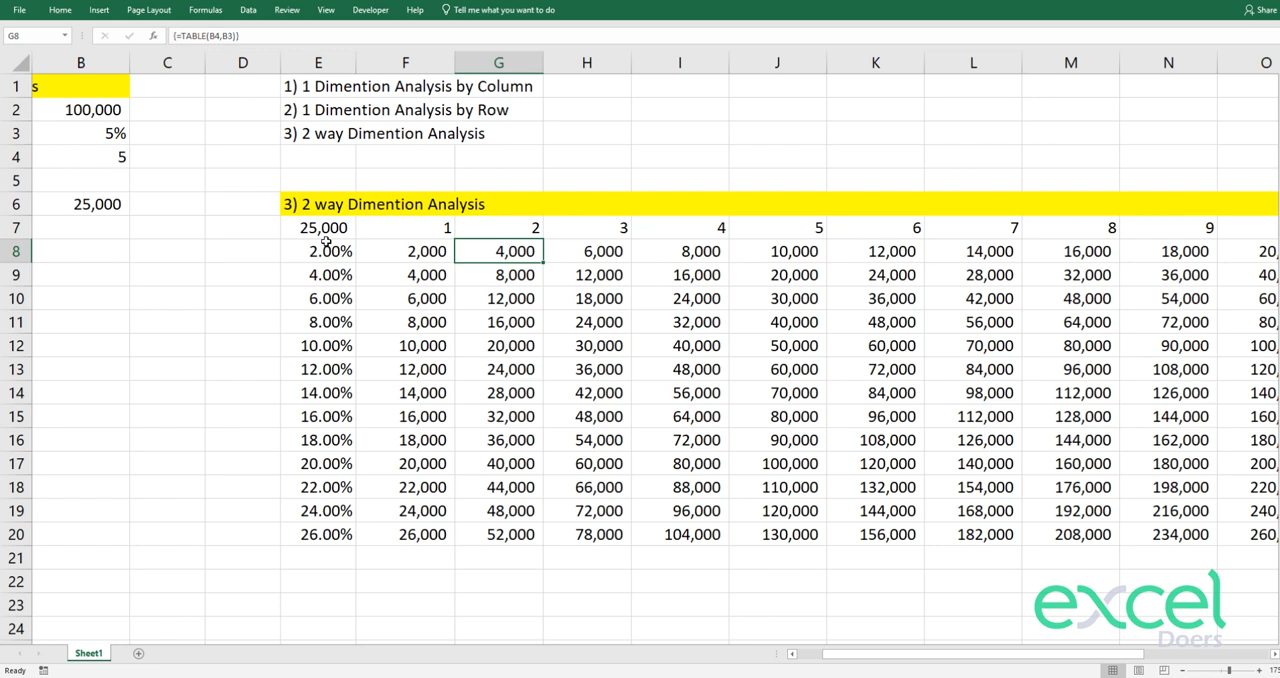 File Home Insert Page Layout Formulas Data Review View Developer Help Tell me what you want to do Share
G8 fx {=TABLE(B4,B3)}
B C D E F G H I J K L M N O
1 s 1) 1 Dimention Analysis by Column
2 100,000 2) 1 Dimention Analysis by Row
3 5% 3) 2 way Dimention Analysis
4 5
5
6 25,000 3) 2 way Dimention Analysis
7 25,000 1 2 3 4 5 6 7 8 9
8 2.00% 2,000 4,000 6,000 8,000 10,000 12,000 14,000 16,000 18,000 20,
9 4.00% 4,000 8,000 12,000 16,000 20,000 24,000 28,000 32,000 36,000 40,
10 6.00% 6,000 12,000 18,000 24,000 30,000 36,000 42,000 48,000 54,000 60,
11 8.00% 8,000 16,000 24,000 32,000 40,000 48,000 56,000 64,000 72,000 80,
12 10.00% 10,000 20,000 30,000 40,000 50,000 60,000 70,000 80,000 90,000 100,
13 12.00% 12,000 24,000 36,000 48,000 60,000 72,000 84,000 96,000 108,000 120,
14 14.00% 14,000 28,000 42,000 56,000 70,000 84,000 98,000 112,000 126,000 140,
15 16.00% 16,000 32,000 48,000 64,000 80,000 96,000 112,000 128,000 144,000 160,
16 18.00% 18,000 36,000 54,000 72,000 90,000 108,000 126,000 144,000 162,000 180,
17 20.00% 20,000 40,000 60,000 80,000 100,000 120,000 140,000 160,000 180,000 200,
18 22.00% 22,000 44,000 66,000 88,000 110,000 132,000 154,000 176,000 198,000 220,
19 24.00% 24,000 48,000 72,000 96,000 120,000 144,000 168,000 192,000 216,000 240,
20 26.00% 26,000 52,000 78,000 104,000 130,000 156,000 182,000 208,000 234,000 260,
21
22
23
24
excel
Doers
Sheet1
Ready 175